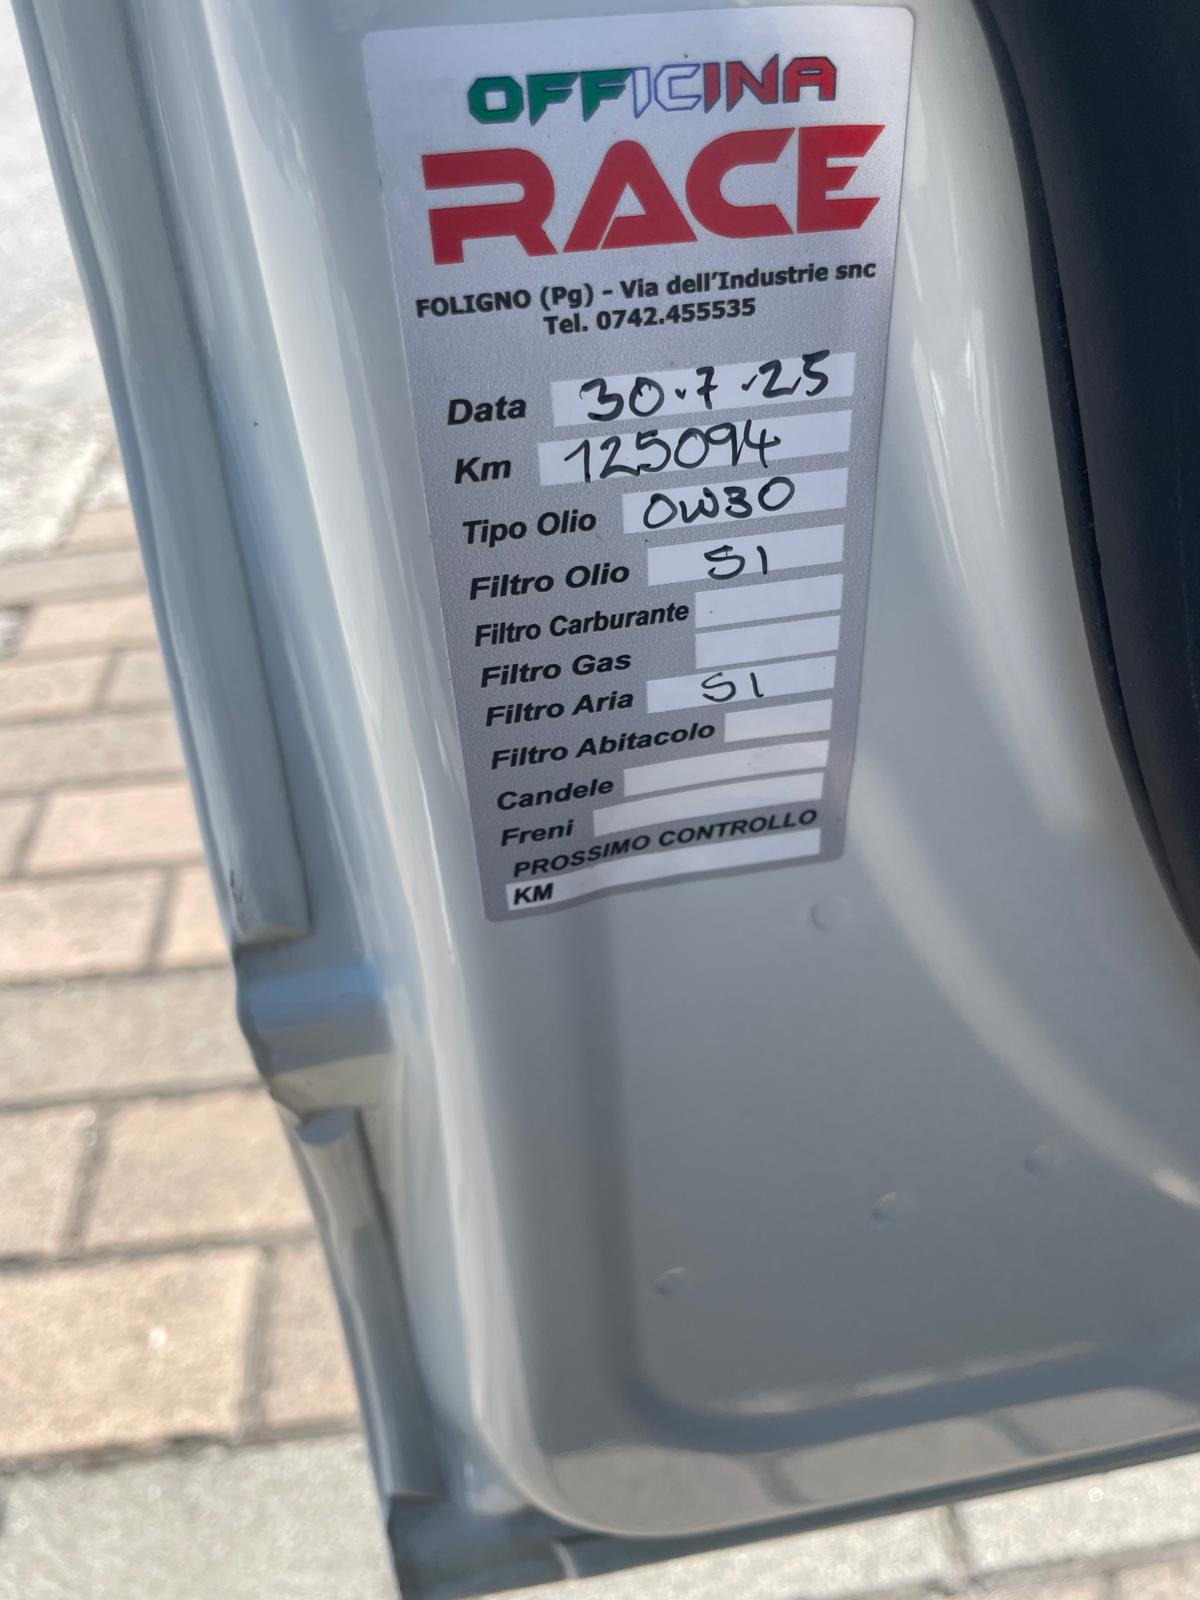 OFFICINA
RACE
FOLIGNO (Pg) - Via dell'Industrie snc
Tel. 0742.455535
Data 30.7.25
Km 125094
Tipo Olio 0W30
Filtro Olio SI
Filtro Carburante
Filtro Gas
Filtro Aria SI
Filtro Abitacolo
Candele
Freni
PROSSIMO CONTROLLO
KM